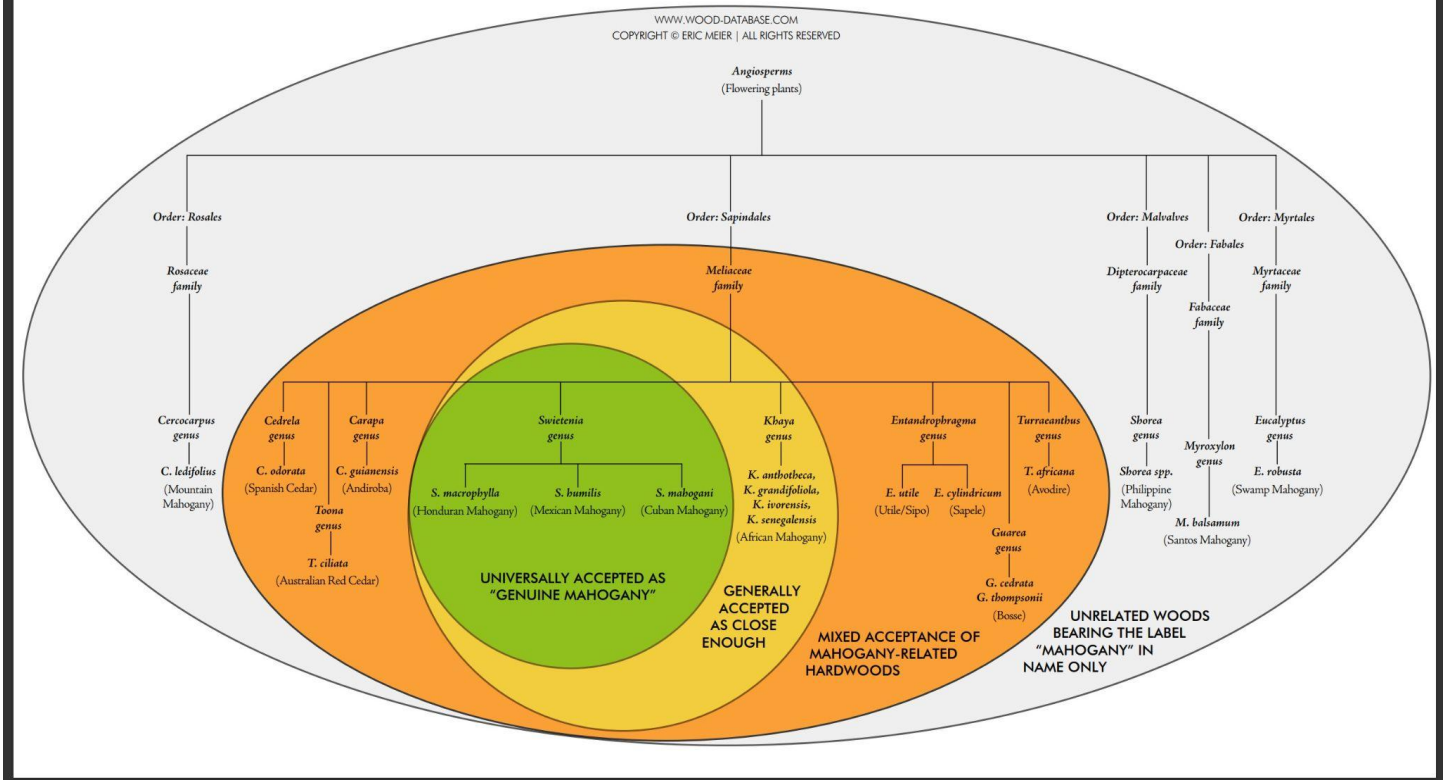 WWW.WOOD-DATABASE.COM
COPYRIGHT © ERIC MEIER | ALL RIGHTS RESERVED
Angiosperms
(Flowering plants)
Order: Rosales
Rosaceae
family
Cercocarpus
genus
C. ledifolius
(Mountain
Mahogany)
Order: Sapindales
Meliaceae
family
Cedrela
genus
C. odorata
(Spanish Cedar)
Toona
genus
T. ciliata
(Australian Red Cedar)
Carapa
genus
C. guianensis
(Andiroba)
Swietenia
genus
S. macrophylla
(Honduran Mahogany)
S. humilis
(Mexican Mahogany)
S. mahogani
(Cuban Mahogany)
Khaya
genus
K. anthotheca,
K. grandifoliola,
K. ivorensis,
K. senegalensis
(African Mahogany)
Entandrophragma
genus
E. utile
(Utile/Sipo)
E. cylindricum
(Sapele)
Guarea
genus
G. cedrata
G. thompsonii
(Bosse)
Turraeanthus
genus
T. africana
(Avodire)
Order: Malvalves
Dipterocarpaceae
family
Shorea
genus
Shorea spp.
(Philippine
Mahogany)
Order: Fabales
Fabaceae
family
Myroxylon
genus
M. balsamum
(Santos Mahogany)
Order: Myrtales
Myrtaceae
family
Eucalyptus
genus
E. robusta
(Swamp Mahogany)
UNIVERSALLY ACCEPTED AS
"GENUINE MAHOGANY"
GENERALLY
ACCEPTED
AS CLOSE
ENOUGH
MIXED ACCEPTANCE OF
MAHOGANY-RELATED
HARDWOODS
UNRELATED WOODS
BEARING THE LABEL
"MAHOGANY" IN
NAME ONLY